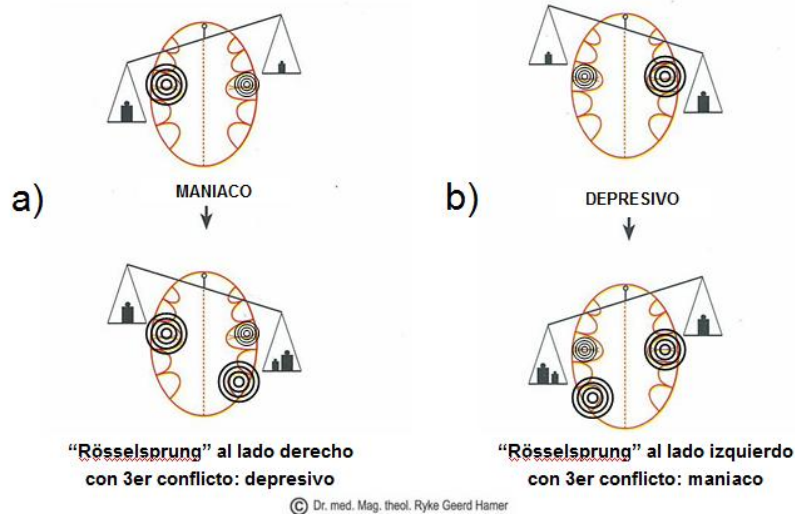 a)
MANIACO
b)
DEPRESIVO
“Rösselsprung” al lado derecho
con 3er conflicto: depresivo
“Rösselsprung” al lado izquierdo
con 3er conflicto: maniaco
© Dr. med. Mag. theol. Ryke Geerd Hamer